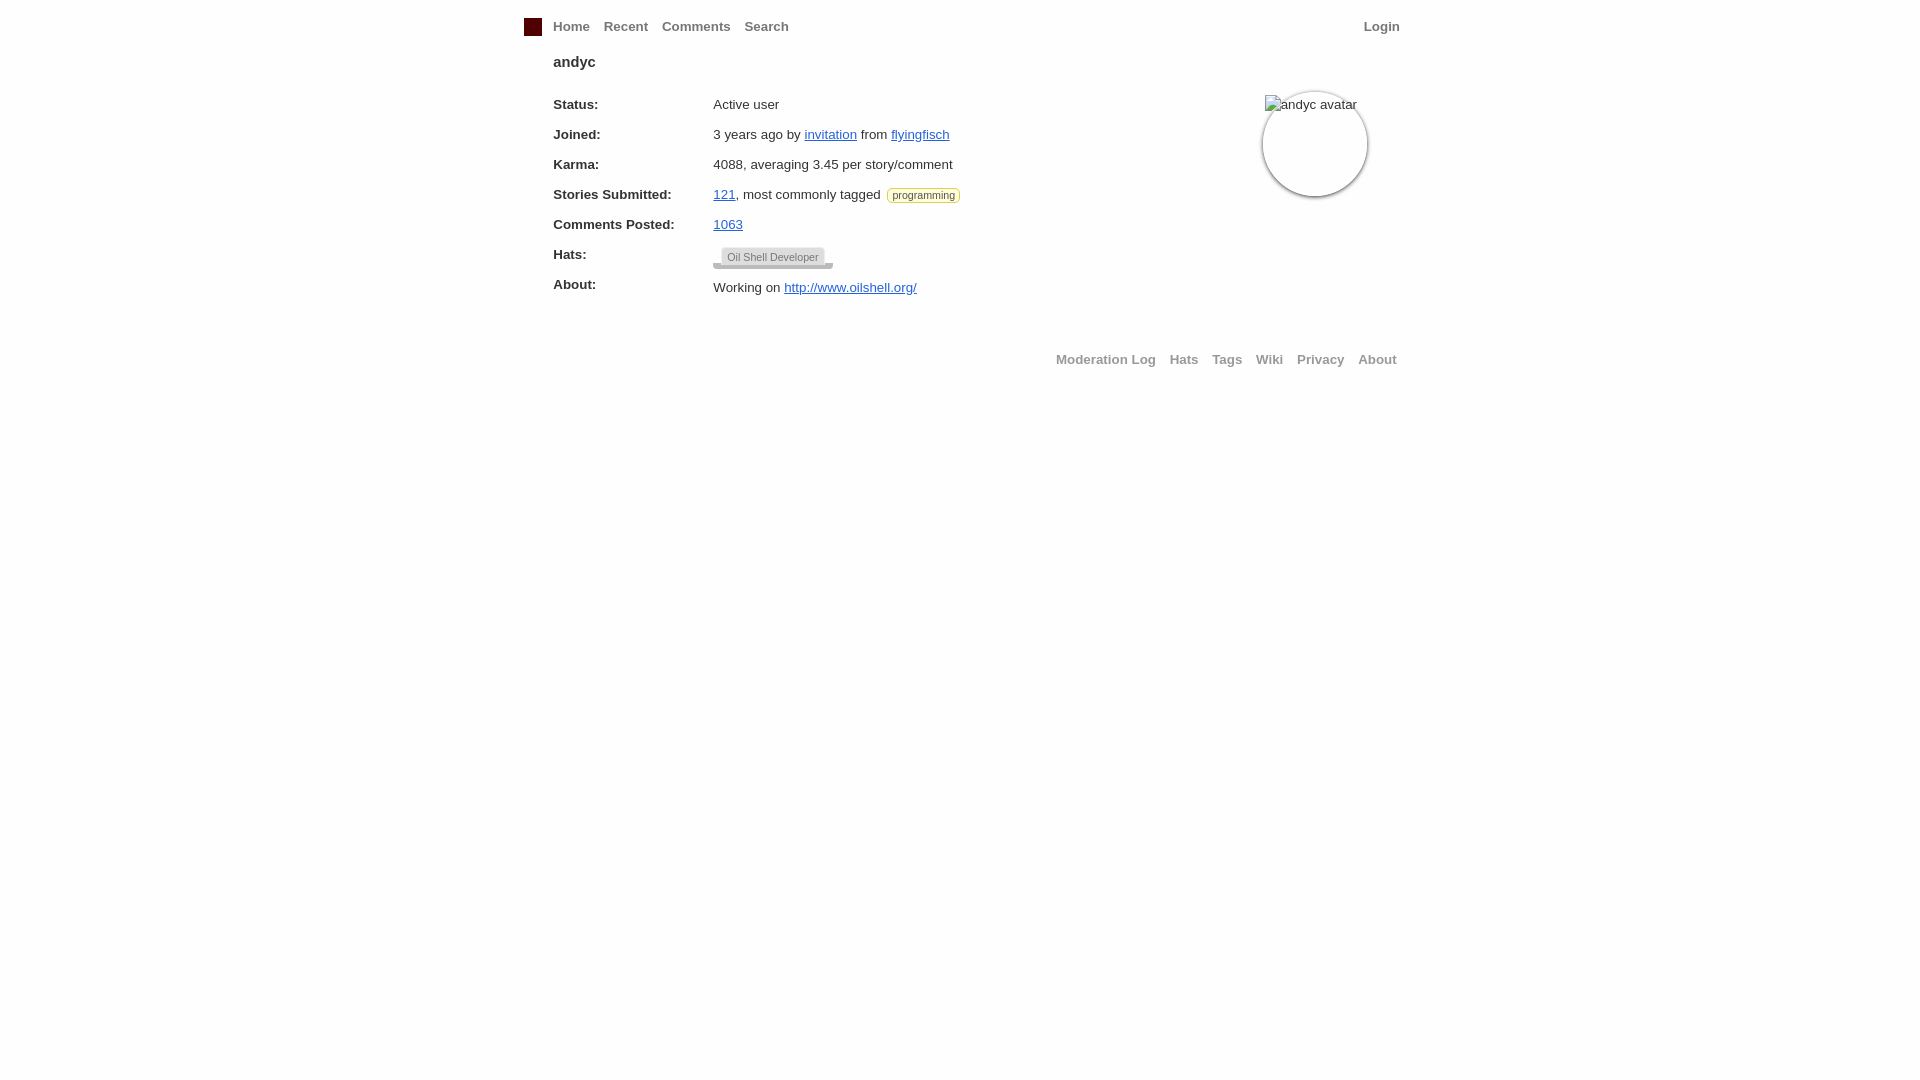 Home Recent Comments Search Login
andyc
Status: Active user
andyc avatar
Joined: 3 years ago by invitation from flyingfisch
Karma: 4088, averaging 3.45 per story/comment
Stories Submitted: 121, most commonly tagged programming
Comments Posted: 1063
Hats: Oil Shell Developer
About: Working on http://www.oilshell.org/
Moderation Log Hats Tags Wiki Privacy About